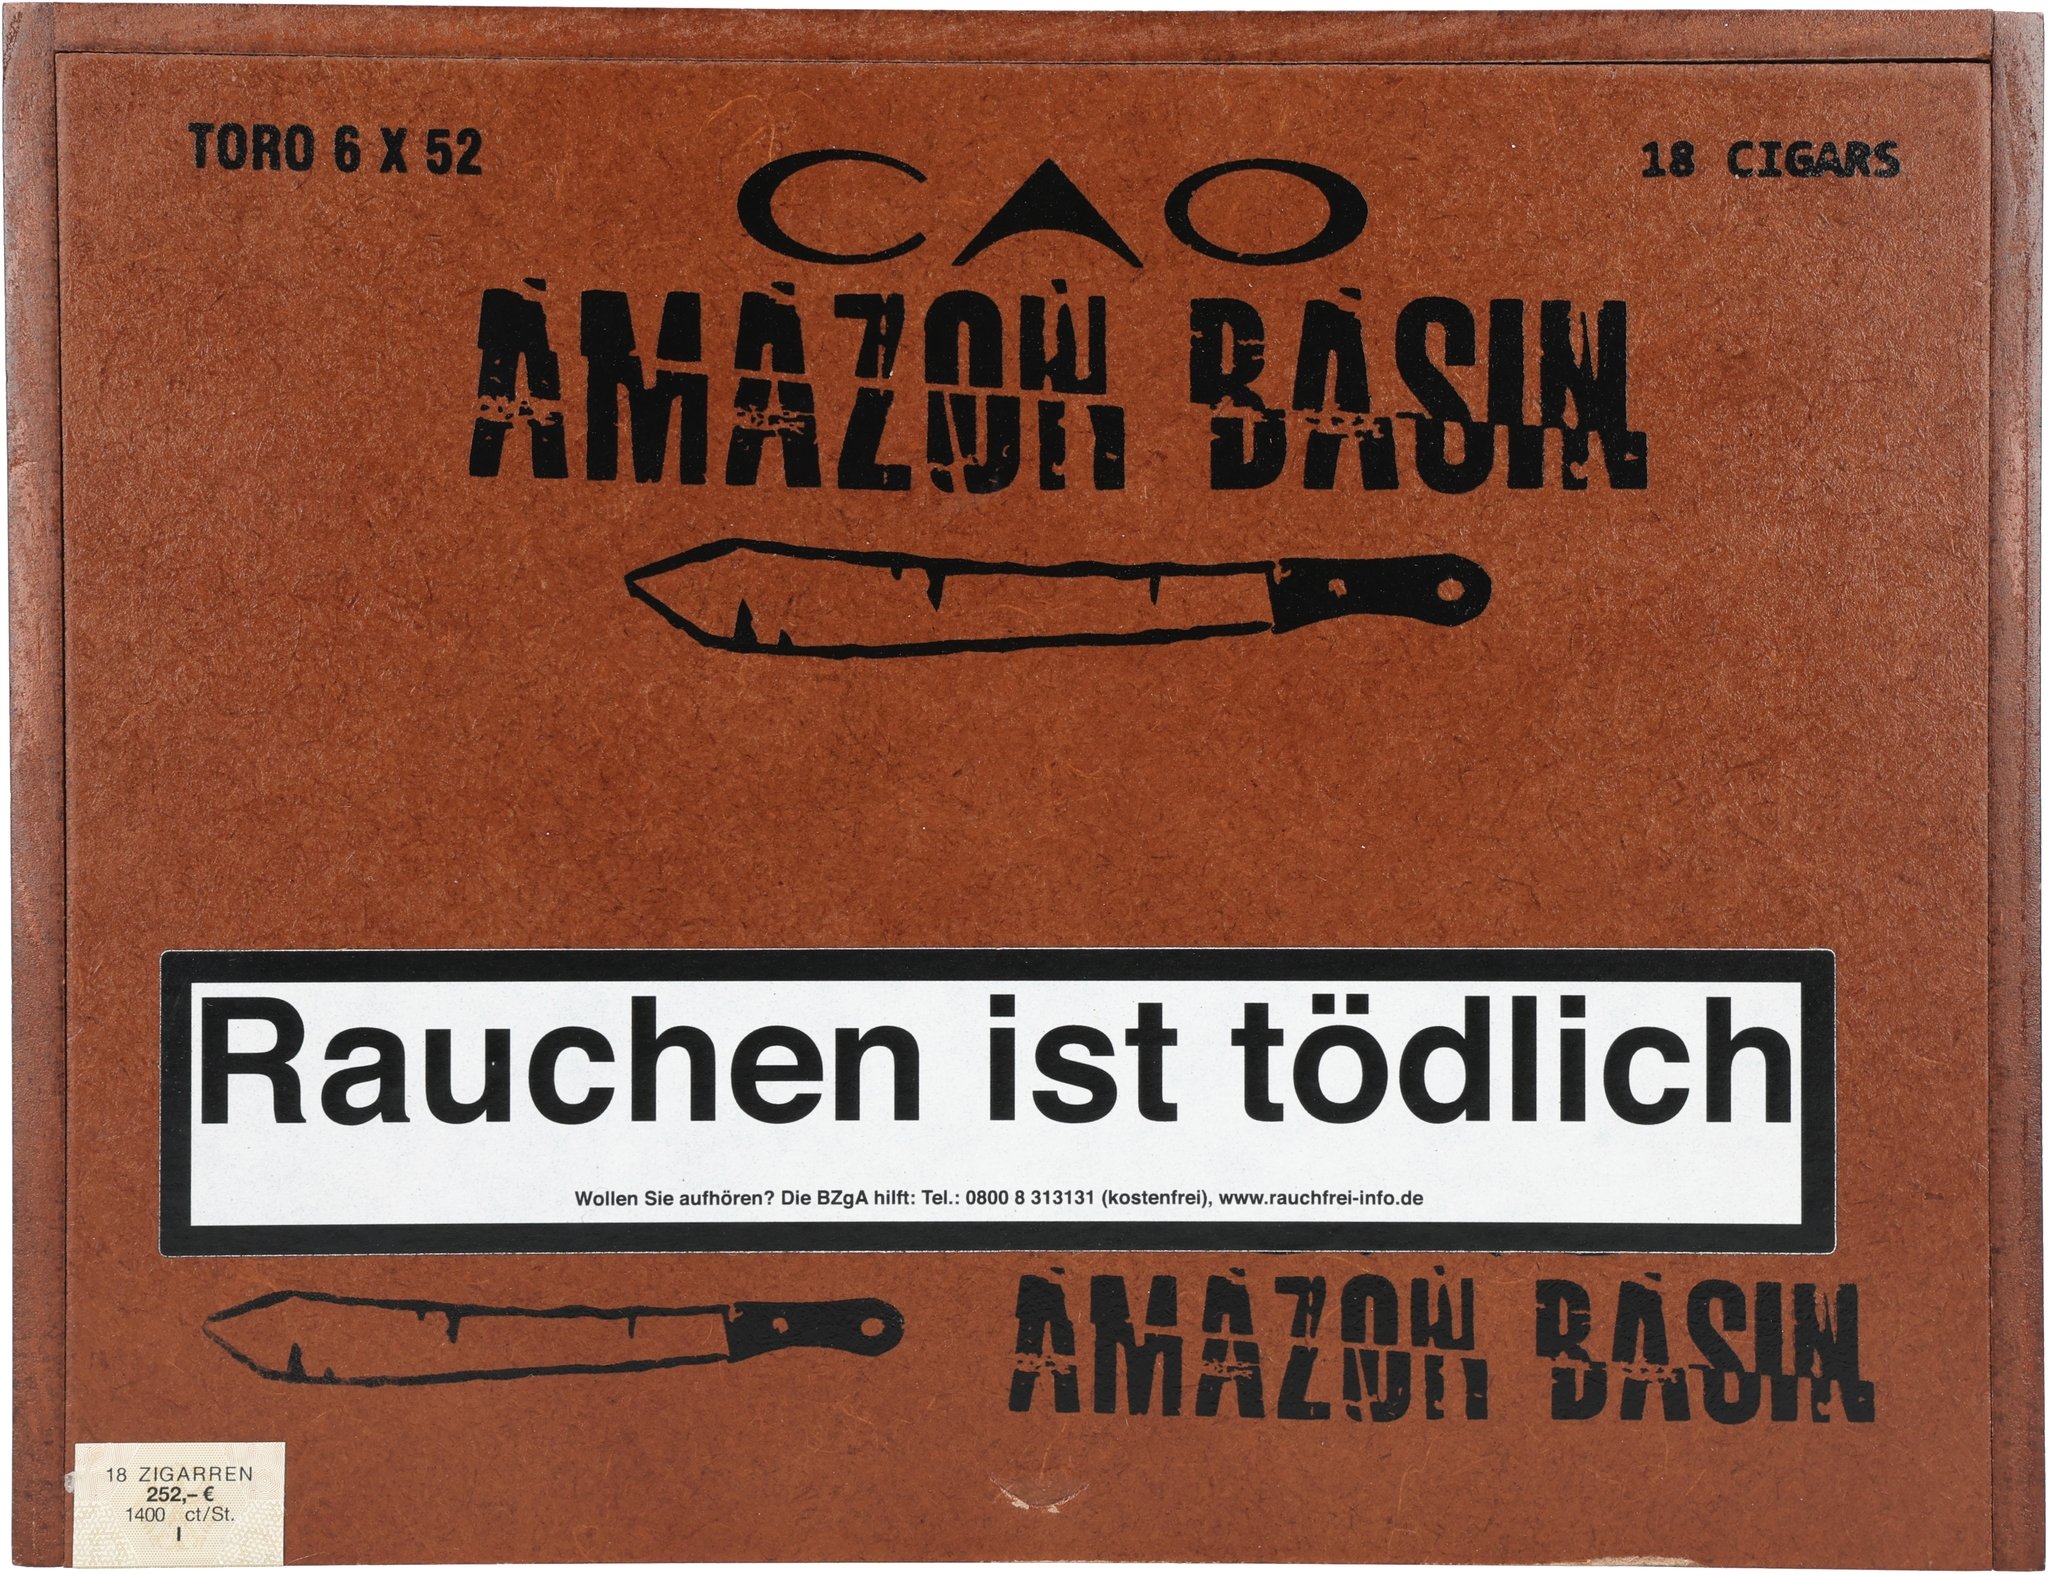 TORO 6 X 52
18 CIGARS
CAO
AMAZON BASIN
Rauchen ist tödlich
Wollen Sie aufhören? Die BZgA hilft: Tel.: 0800 8 313131 (kostenfrei), www.rauchfrei-info.de
AMAZON BASIN
18 ZIGARREN
252,– €
1400 ct/St.
I